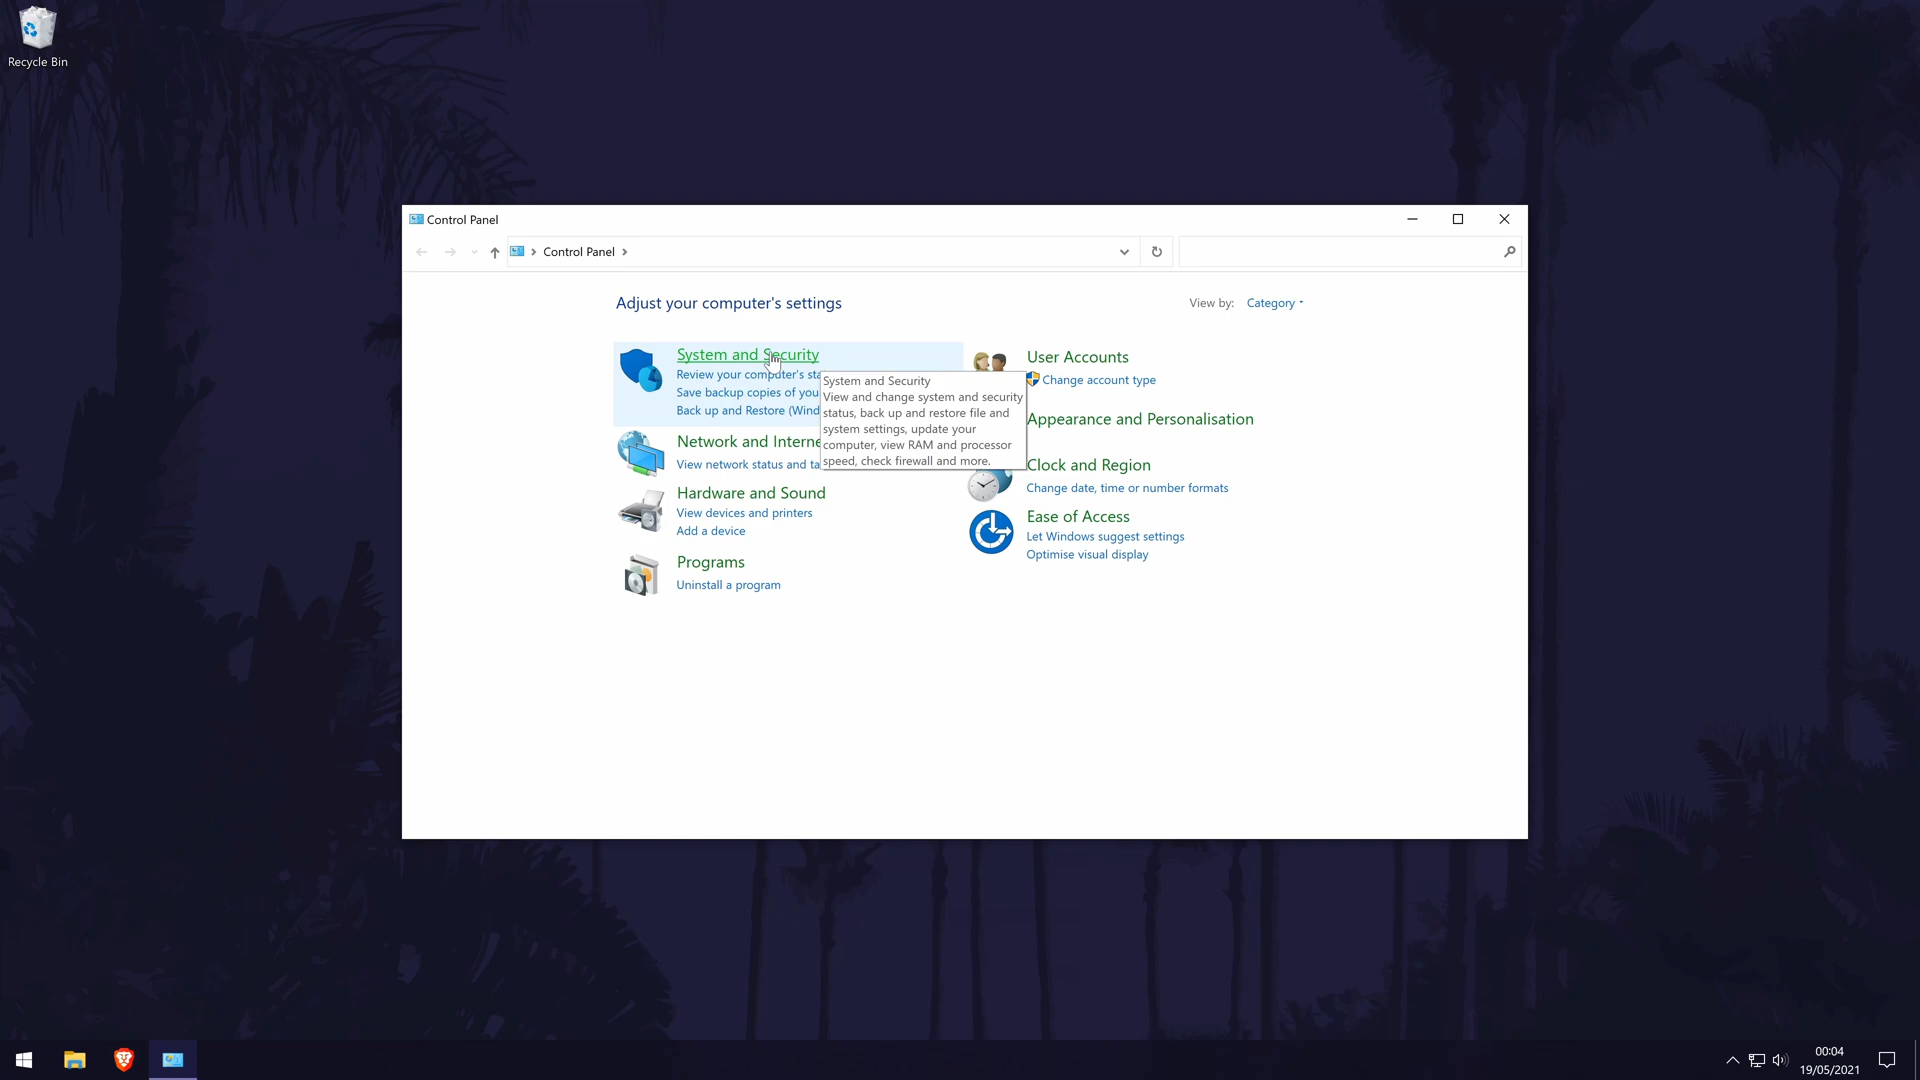 Recycle Bin
Control Panel
Control Panel
Adjust your computer's settings
View by: Category
System and Security
Review your computer's sta
Save backup copies of you
Back up and Restore (Wind
System and Security
View and change system and security
status, back up and restore file and
system settings, update your
computer, view RAM and processor
speed, check firewall and more.
Network and Interne
View network status and ta
Hardware and Sound
View devices and printers
Add a device
Programs
Uninstall a program
User Accounts
Change account type
Appearance and Personalisation
Clock and Region
Change date, time or number formats
Ease of Access
Let Windows suggest settings
Optimise visual display
00:04
19/05/2021